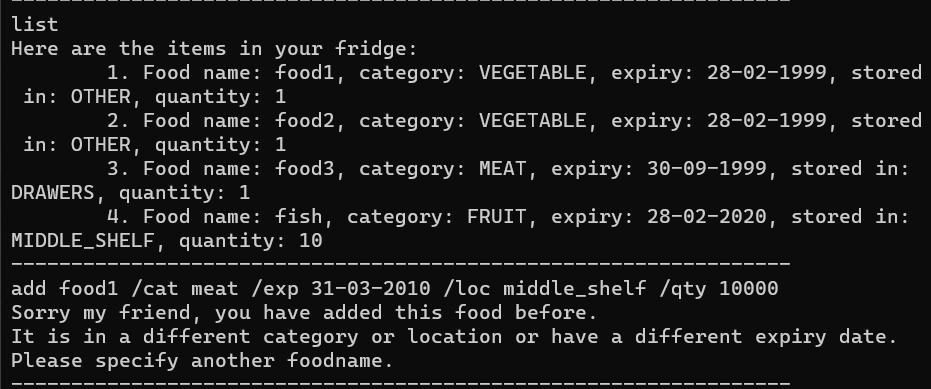 list
Here are the items in your fridge:
1. Food name: food1, category: VEGETABLE, expiry: 28-02-1999, stored
in: OTHER, quantity: 1
2. Food name: food2, category: VEGETABLE, expiry: 28-02-1999, stored
in: OTHER, quantity: 1
3. Food name: food3, category: MEAT, expiry: 30-09-1999, stored in:
DRAWERS, quantity: 1
4. Food name: fish, category: FRUIT, expiry: 28-02-2020, stored in:
MIDDLE_SHELF, quantity: 10
-----------------------------------------------------------------
add food1 /cat meat /exp 31-03-2010 /loc middle_shelf /qty 10000
Sorry my friend, you have added this food before.
It is in a different category or location or have a different expiry date.
Please specify another foodname.
-----------------------------------------------------------------